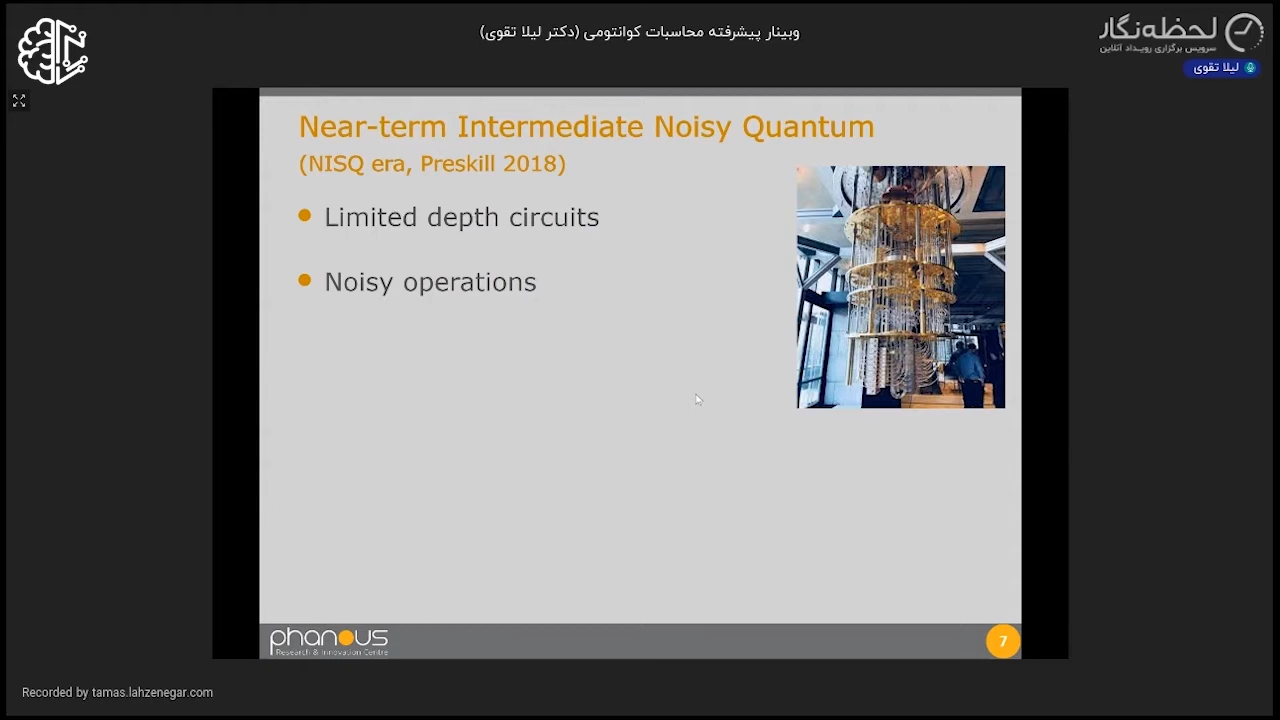 وبینار پیشرفته محاسبات کوانتومی (دکتر لیلا تقوی)
لحظه‌نگار
سرویس برگزاری رویداد آنلاین
لیلا تقوی
Near-term Intermediate Noisy Quantum
(NISQ era, Preskill 2018)
Limited depth circuits
Noisy operations
phanous
Research & Innovation Centre
7
Recorded by tamas.lahzenegar.com